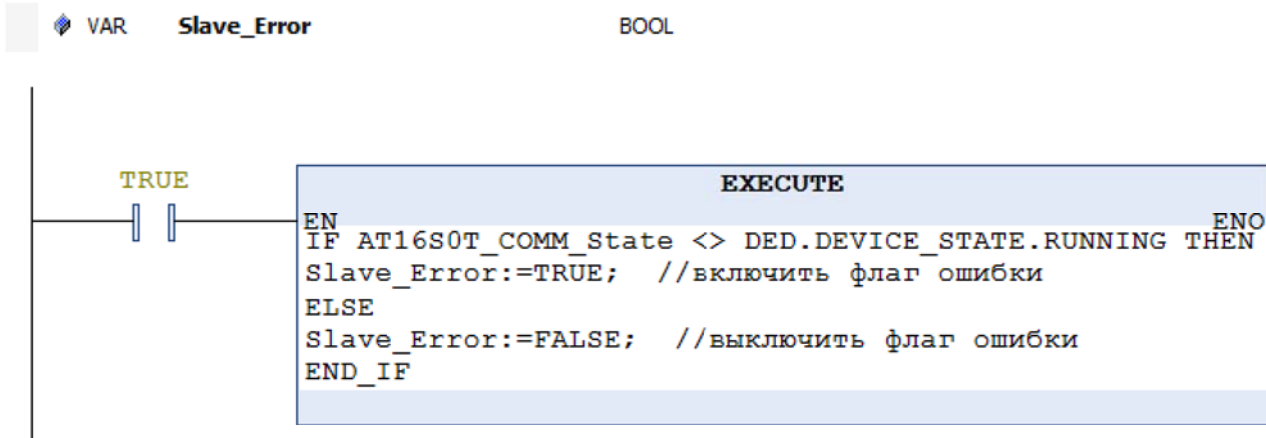 VAR Slave_Error BOOL
TRUE
EXECUTE
EN ENO
IF AT16S0T_COMM_State <> DED.DEVICE_STATE.RUNNING THEN
Slave_Error:=TRUE; //включить флаг ошибки
ELSE
Slave_Error:=FALSE; //выключить флаг ошибки
END_IF